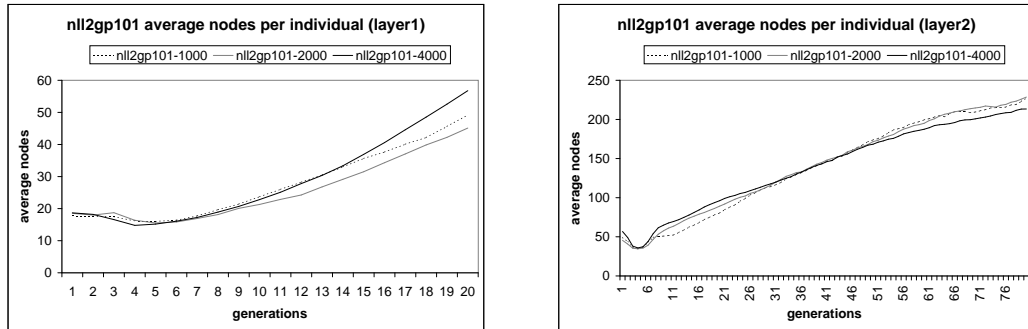 nll2gp101 average nodes per individual (layer1)
nll2gp101-1000 nll2gp101-2000 nll2gp101-4000
60
50
40
30
20
10
0
average nodes
1 2 3 4 5 6 7 8 9 10 11 12 13 14 15 16 17 18 19 20
generations
nll2gp101 average nodes per individual (layer2)
nll2gp101-1000 nll2gp101-2000 nll2gp101-4000
250
200
150
100
50
0
average nodes
1 6 11 16 21 26 31 36 41 46 51 56 61 66 71 76
generations